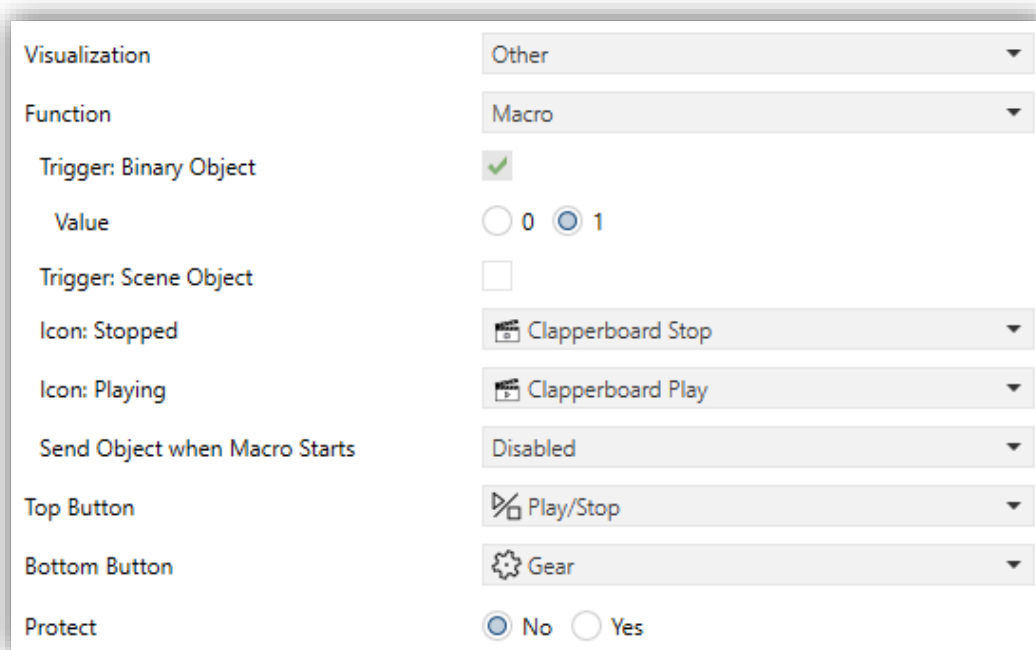 Visualization Other
Function Macro
Trigger: Binary Object
Value 0 1
Trigger: Scene Object
Icon: Stopped Clapperboard Stop
Icon: Playing Clapperboard Play
Send Object when Macro Starts Disabled
Top Button Play/Stop
Bottom Button Gear
Protect No Yes